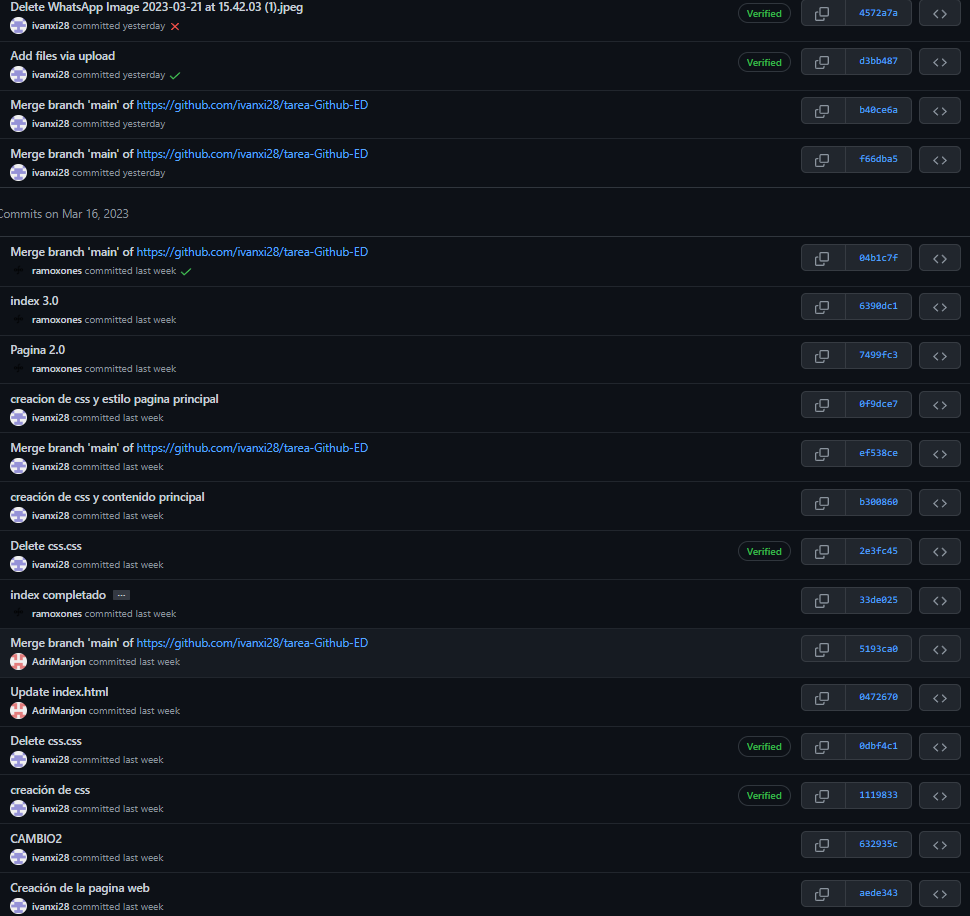 Delete WhatsApp Image 2023-03-21 at 15.42.03 (1).jpeg
Verified
4572a7a
ivanxi28 committed yesterday
Add files via upload
Verified
d3bb487
ivanxi28 committed yesterday
Merge branch 'main' of https://github.com/ivanxi28/tarea-Github-ED
b40ce6a
ivanxi28 committed yesterday
Merge branch 'main' of https://github.com/ivanxi28/tarea-Github-ED
f66dba5
ivanxi28 committed yesterday
Commits on Mar 16, 2023
Merge branch 'main' of https://github.com/ivanxi28/tarea-Github-ED
04b1c7f
ramoxones committed last week
index 3.0
6390dc1
ramoxones committed last week
Pagina 2.0
7499fc3
ramoxones committed last week
creacion de css y estilo pagina principal
0f9dce7
ivanxi28 committed last week
Merge branch 'main' of https://github.com/ivanxi28/tarea-Github-ED
ef538ce
ivanxi28 committed last week
creación de css y contenido principal
b300860
ivanxi28 committed last week
Delete css.css
Verified
2e3fc45
ivanxi28 committed last week
index completado ...
33de025
ramoxones committed last week
Merge branch 'main' of https://github.com/ivanxi28/tarea-Github-ED
5193ca0
AdriManjon committed last week
Update index.html
0472670
AdriManjon committed last week
Delete css.css
Verified
0dbf4c1
ivanxi28 committed last week
creación de css
Verified
1119833
ivanxi28 committed last week
CAMBIO2
632935c
ivanxi28 committed last week
Creación de la pagina web
aede343
ivanxi28 committed last week